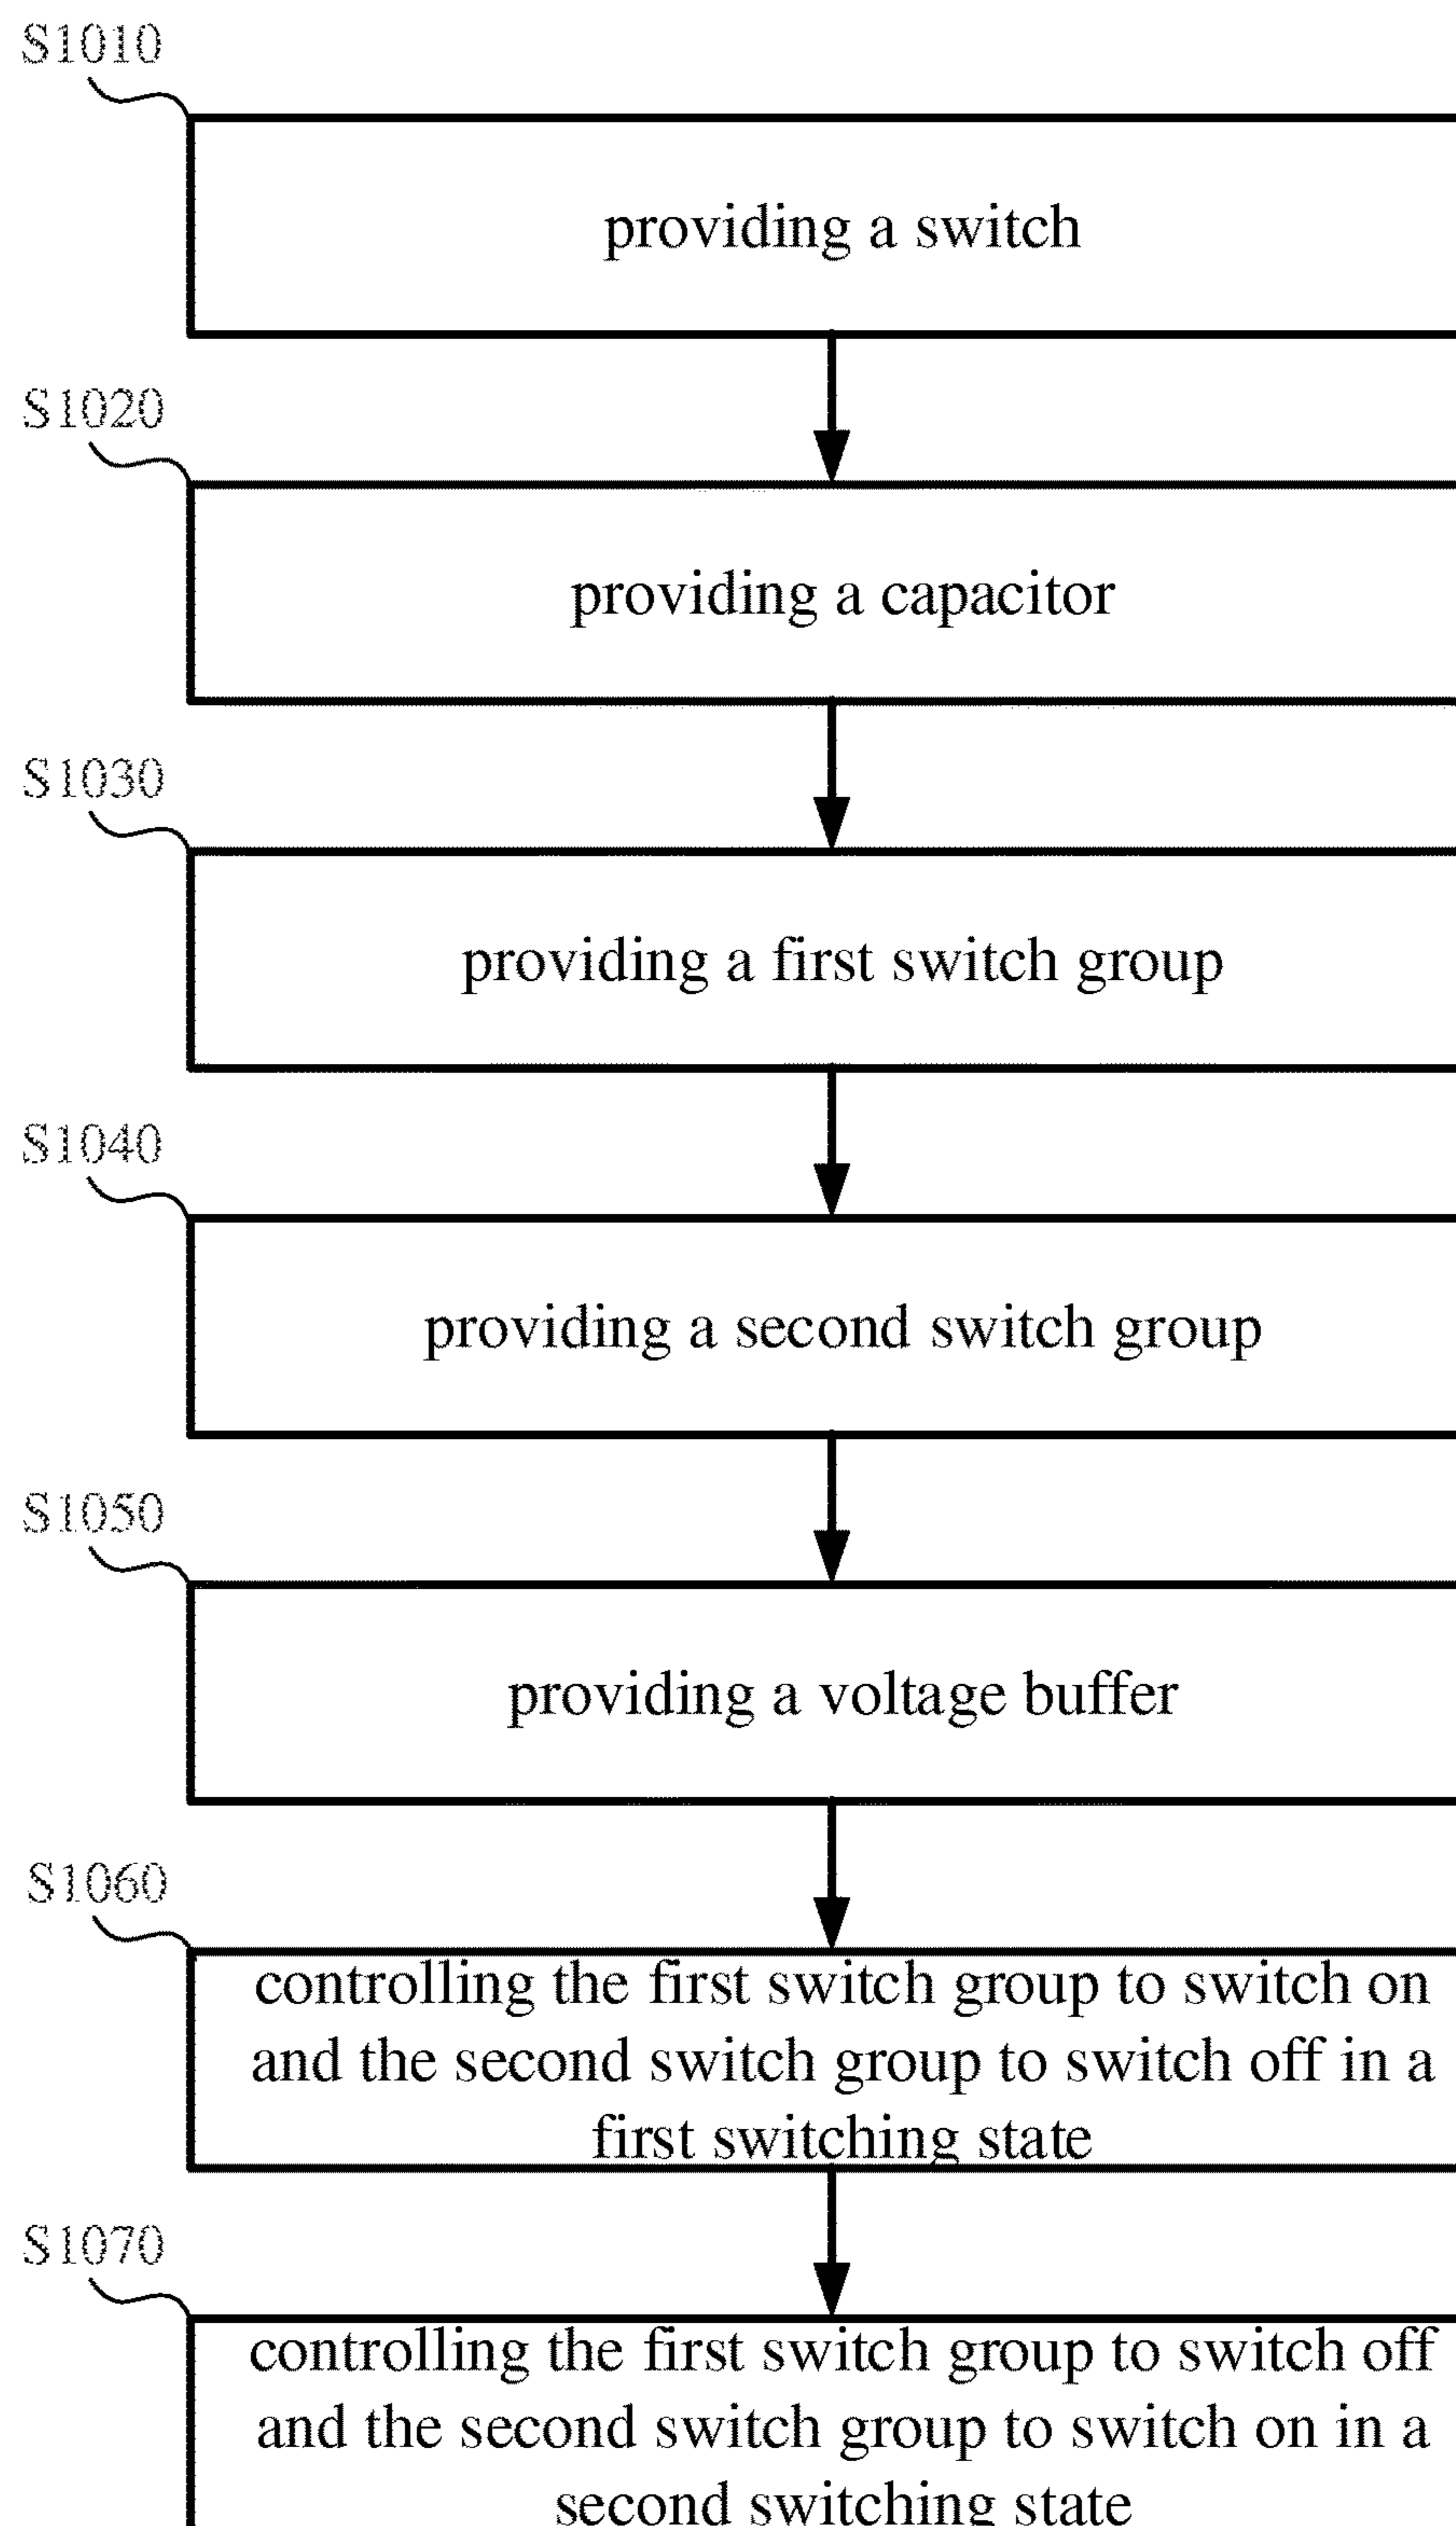 S1010
providing a switch
S1020
providing a capacitor
S1030
providing a first switch group
S1040
providing a second switch group
S1050
providing a voltage buffer
S1060
controlling the first switch group to switch on
and the second switch group to switch off in a
first switching state
S1070
controlling the first switch group to switch off
and the second switch group to switch on in a
second switching state